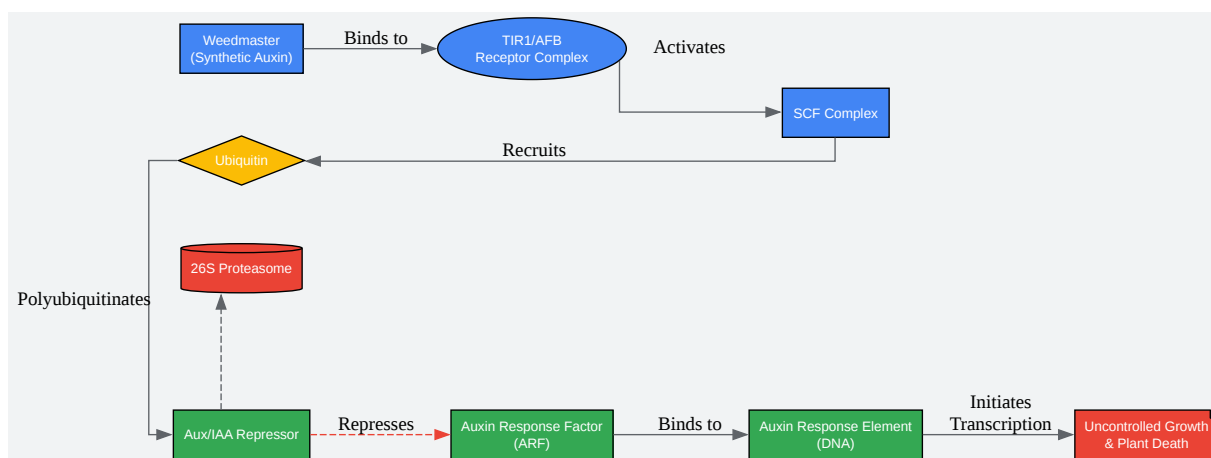 Weedmaster
(Synthetic Auxin)
Binds to
TIR1/AFB
Receptor Complex
Activates
SCF Complex
Recruits
Ubiquitin
26S Proteasome
Polyubiquitinates
Aux/IAA Repressor
Represses
Auxin Response Factor
(ARF)
Binds to
Auxin Response Element
(DNA)
Initiates
Transcription
Uncontrolled Growth
& Plant Death